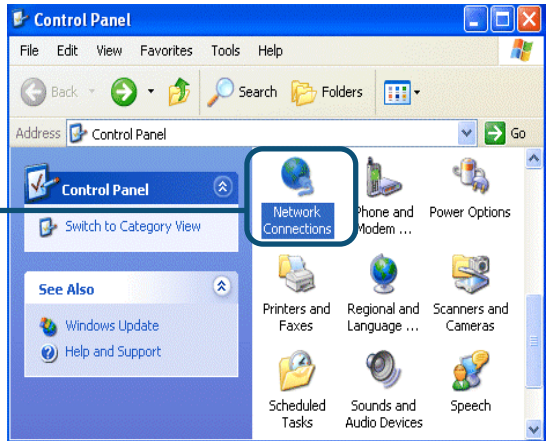 Control Panel
File Edit View Favorites Tools Help
Back Search Folders
Address Control Panel Go
Control Panel
Switch to Category View
See Also
Windows Update
Help and Support
Network Connections
Phone and Modem ...
Power Options
Printers and Faxes
Regional and Language ...
Scanners and Cameras
Scheduled Tasks
Sounds and Audio Devices
Speech